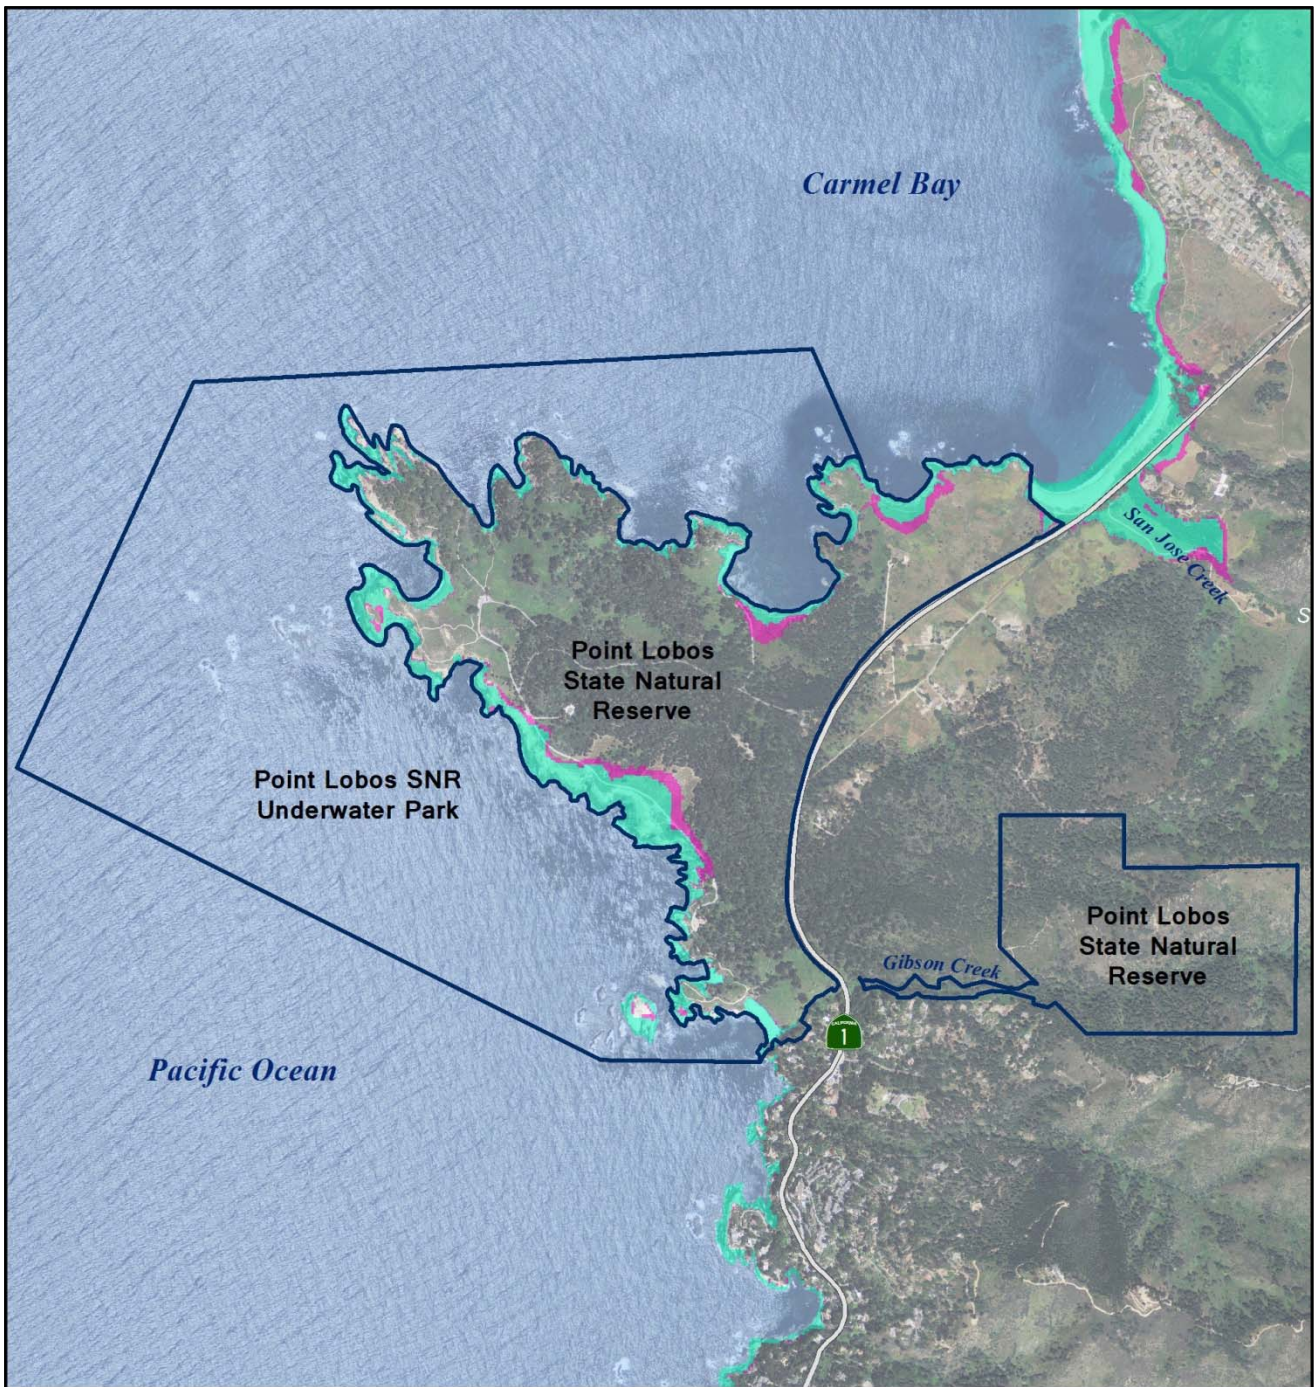 Carmel Bay
San Jose Creek
S
Point Lobos
State Natural
Reserve
Point Lobos SNR
Underwater Park
Point Lobos
State Natural
Reserve
Gibson Creek
CALIFORNIA
1
Pacific Ocean